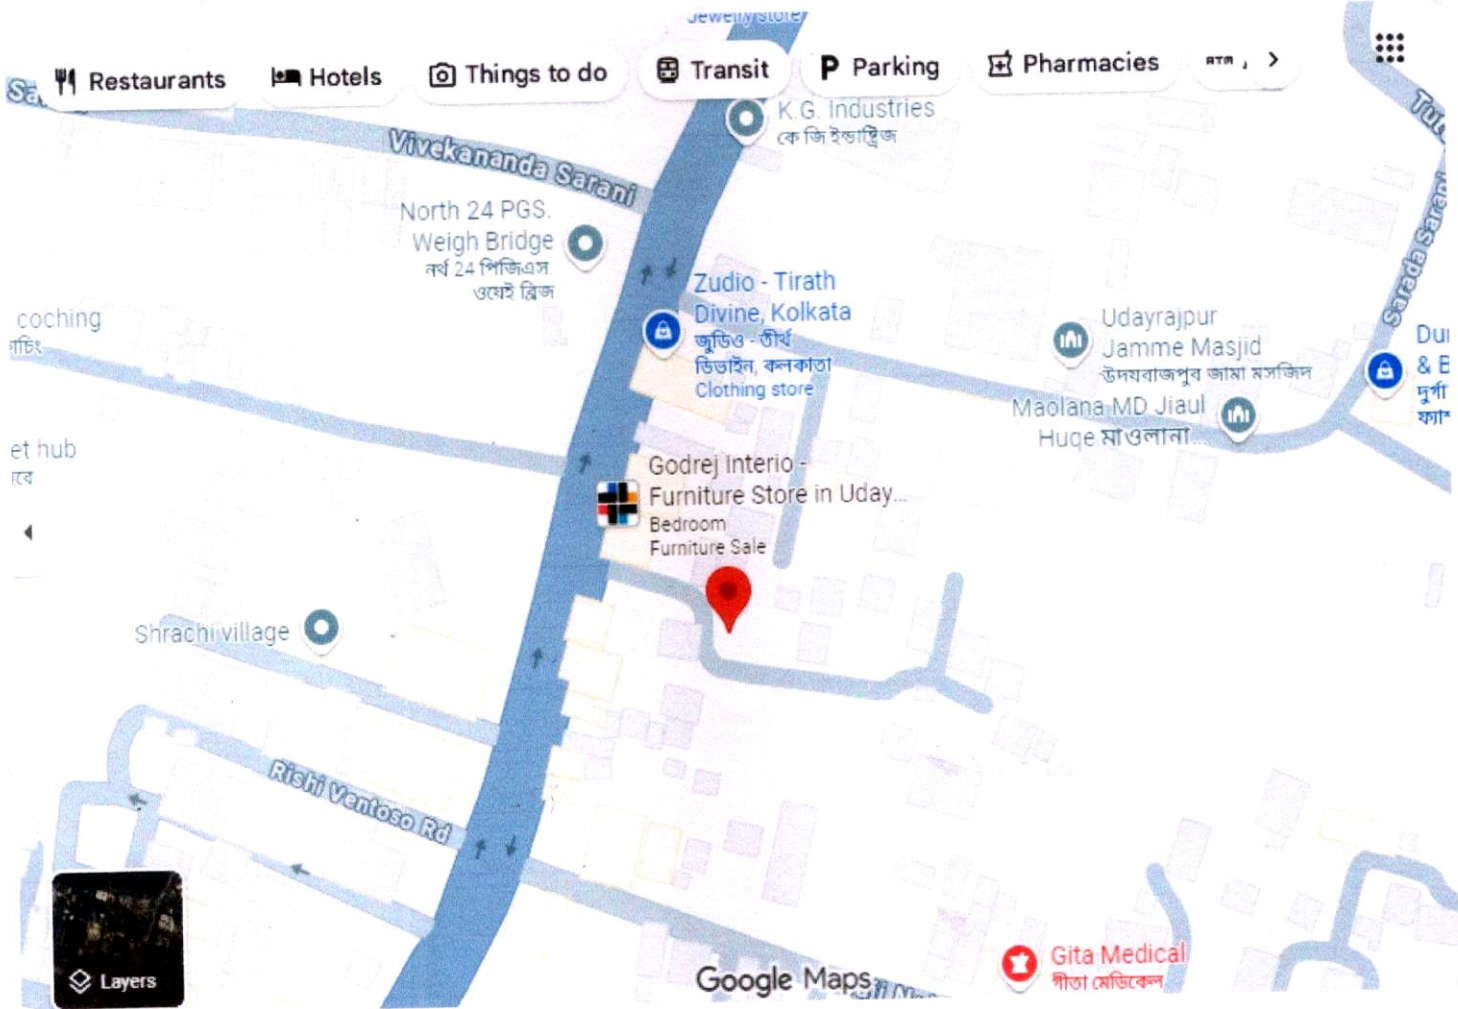 Jewelry store
Restaurants
Hotels
Things to do
Transit
Parking
Pharmacies
ATM
K.G. Industries
কে জি ইন্ডাষ্ট্রিজ
Vivekananda Sarani
North 24 PGS.
Weigh Bridge
নর্থ 24 পিজিএস
ওয়েই ব্রিজ
Zudio - Tirath
Divine, Kolkata
জুডিও - তীর্থ
ডিভাইন, কলকাতা
Clothing store
Sarada Sarani
coching
Udayrajpur
Jamme Masjid
উদয়রাজপুর জামা মসজিদ
& B
দুর্গা
Maolana MD Jiaul
Huqe মাওলানা...
et hub
Godrej Interio -
Furniture Store in Uday...
Bedroom
Furniture Sale
Shrachi village
Rishi Ventoso Rd
Layers
Google Maps
Gita Medical
গীতা মেডিকেল